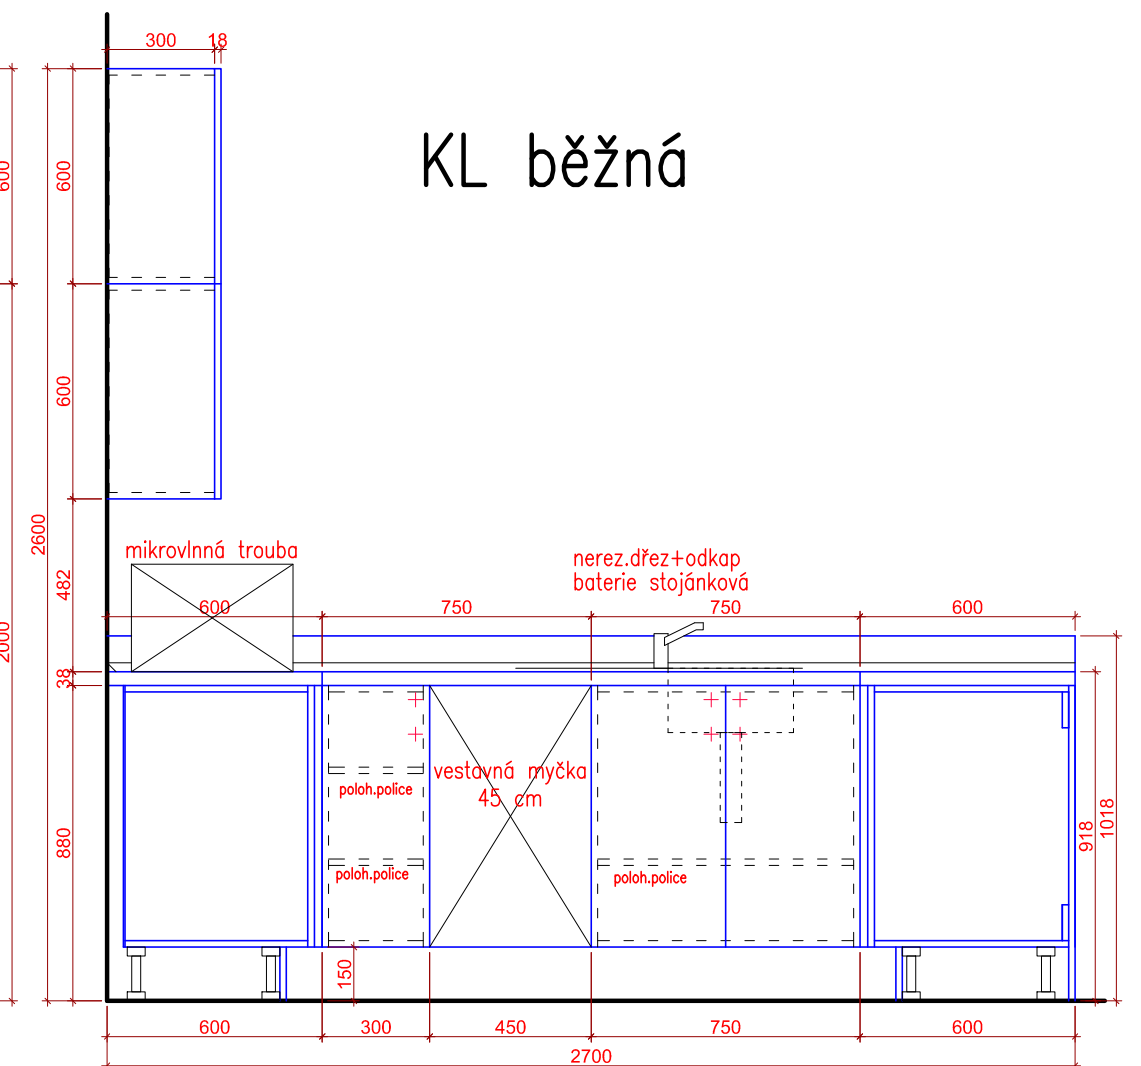 300 18
KL běžná
600
600
600
2600
mikrovlnná trouba
nerez.dřez+odkap
baterie stojánková
482
600 750 750 600
2000
38
vestavná myčka
45 cm
poloh.police
poloh.police
poloh.police
880
918
1018
150
600 300 450 750 600
2700